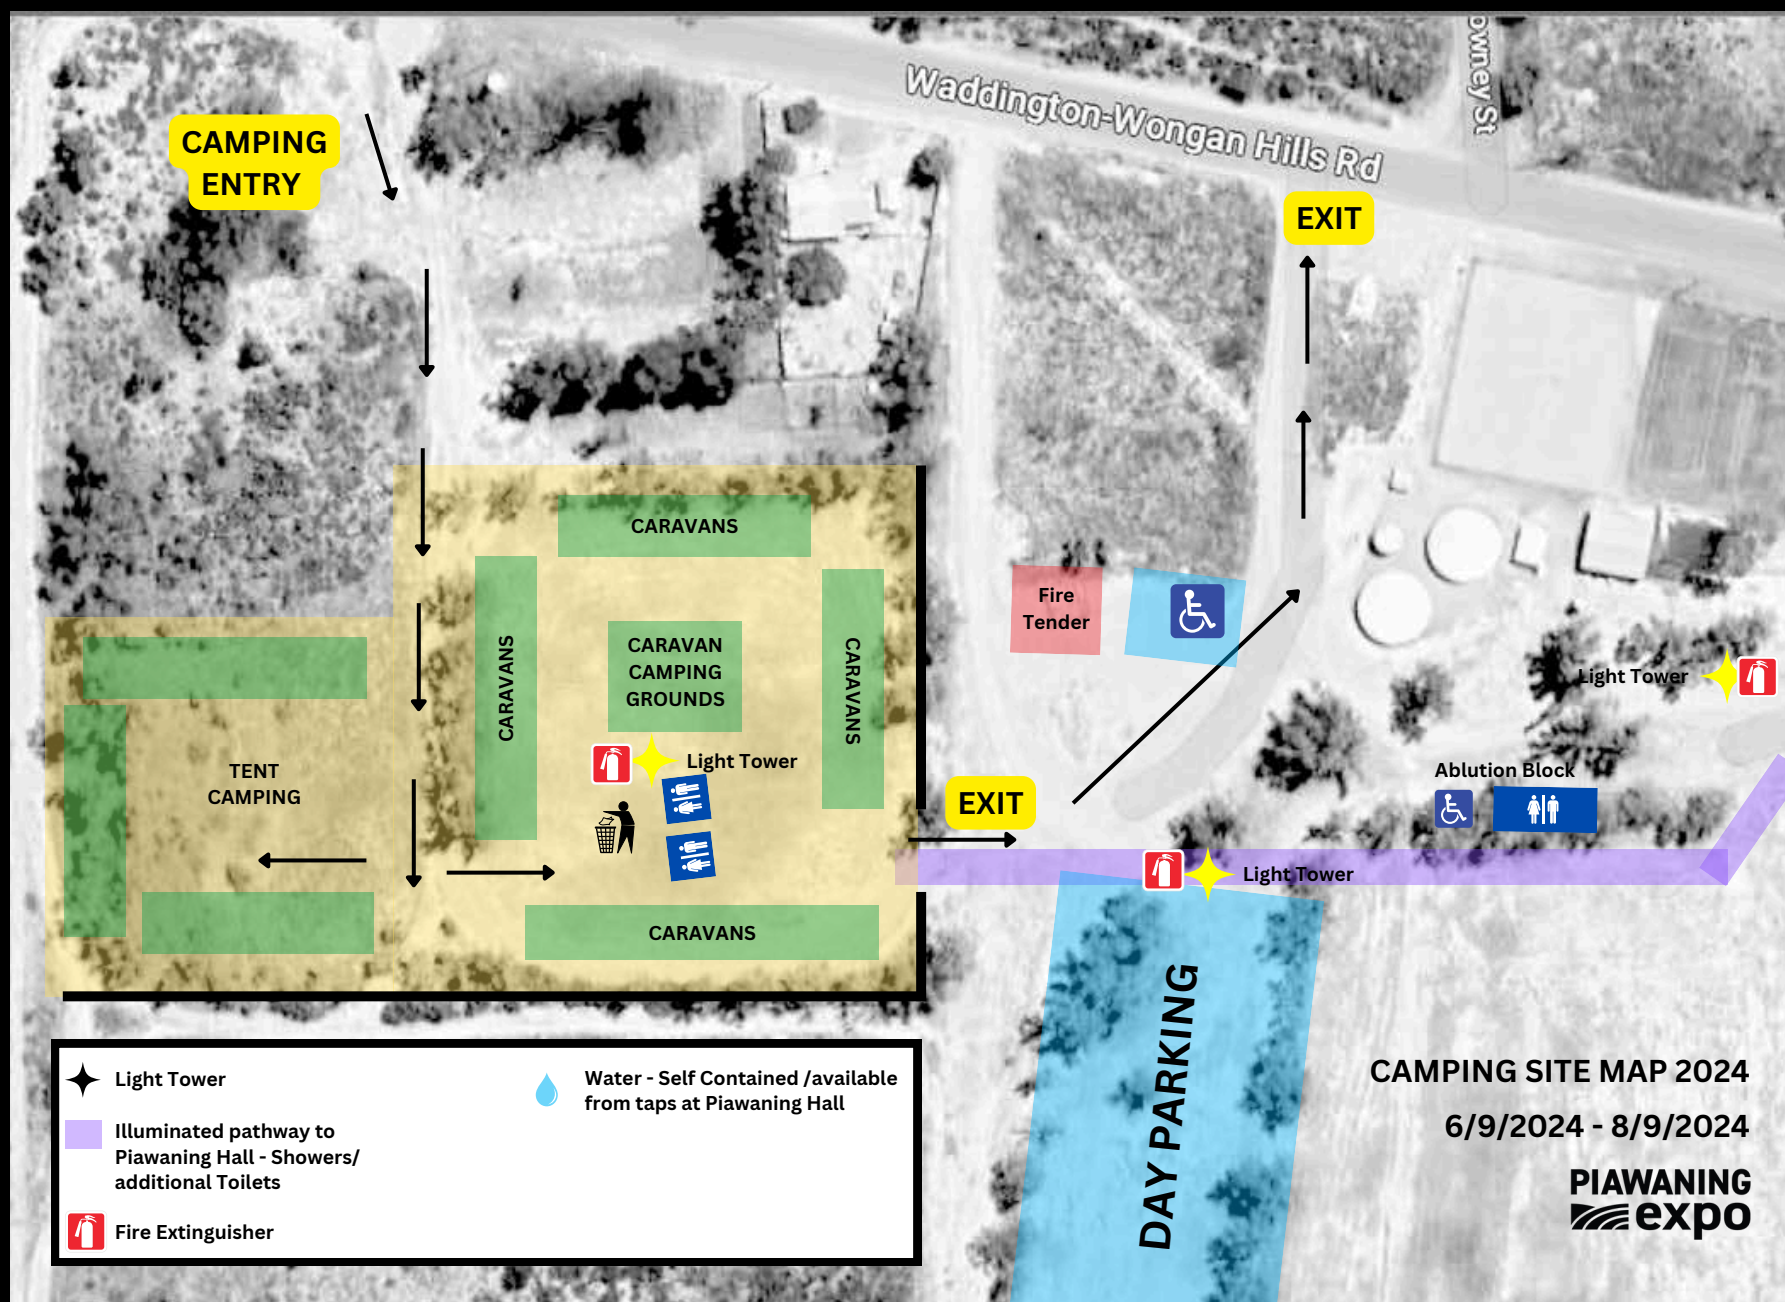 Waddington-Wongan Hills Rd
owney St
CAMPING
ENTRY
EXIT
CARAVANS
CARAVANS
CARAVAN
CAMPING
GROUNDS
CARAVANS
Fire
Tender
Light Tower
Light Tower
TENT
CAMPING
Ablution Block
EXIT
Light Tower
CARAVANS
DAY PARKING
Light Tower
Illuminated pathway to
Piawaning Hall - Showers/
additional Toilets
Fire Extinguisher
Water - Self Contained /available
from taps at Piawaning Hall
CAMPING SITE MAP 2024
6/9/2024 - 8/9/2024
PIAWANING
expo